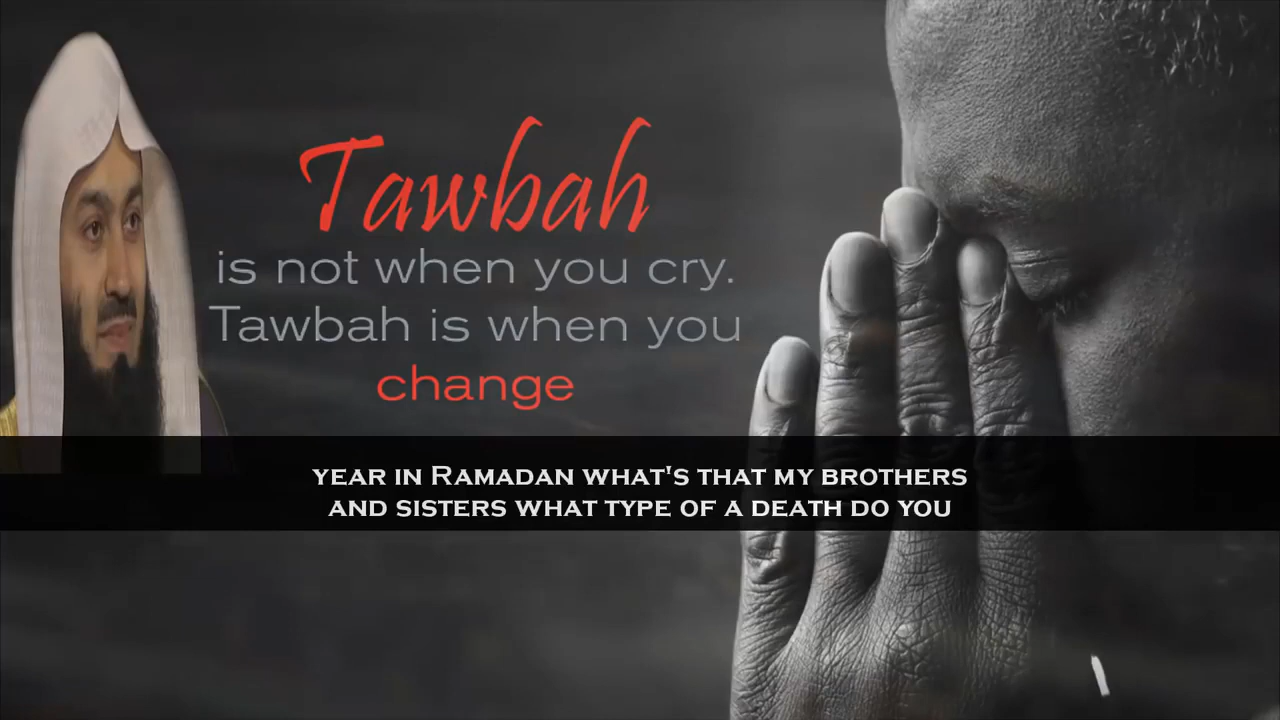 Tawbah
is not when you cry.
Tawbah is when you
change
YEAR IN RAMADAN WHAT'S THAT MY BROTHERS
AND SISTERS WHAT TYPE OF A DEATH DO YOU